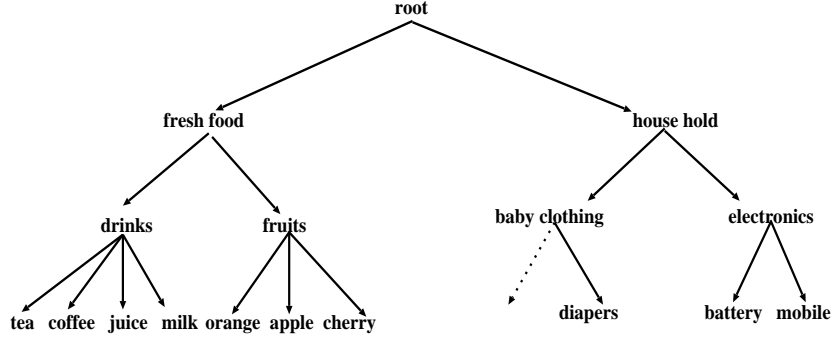 root
fresh food house hold
drinks fruits baby clothing electronics
tea coffee juice milk orange apple cherry diapers battery mobile